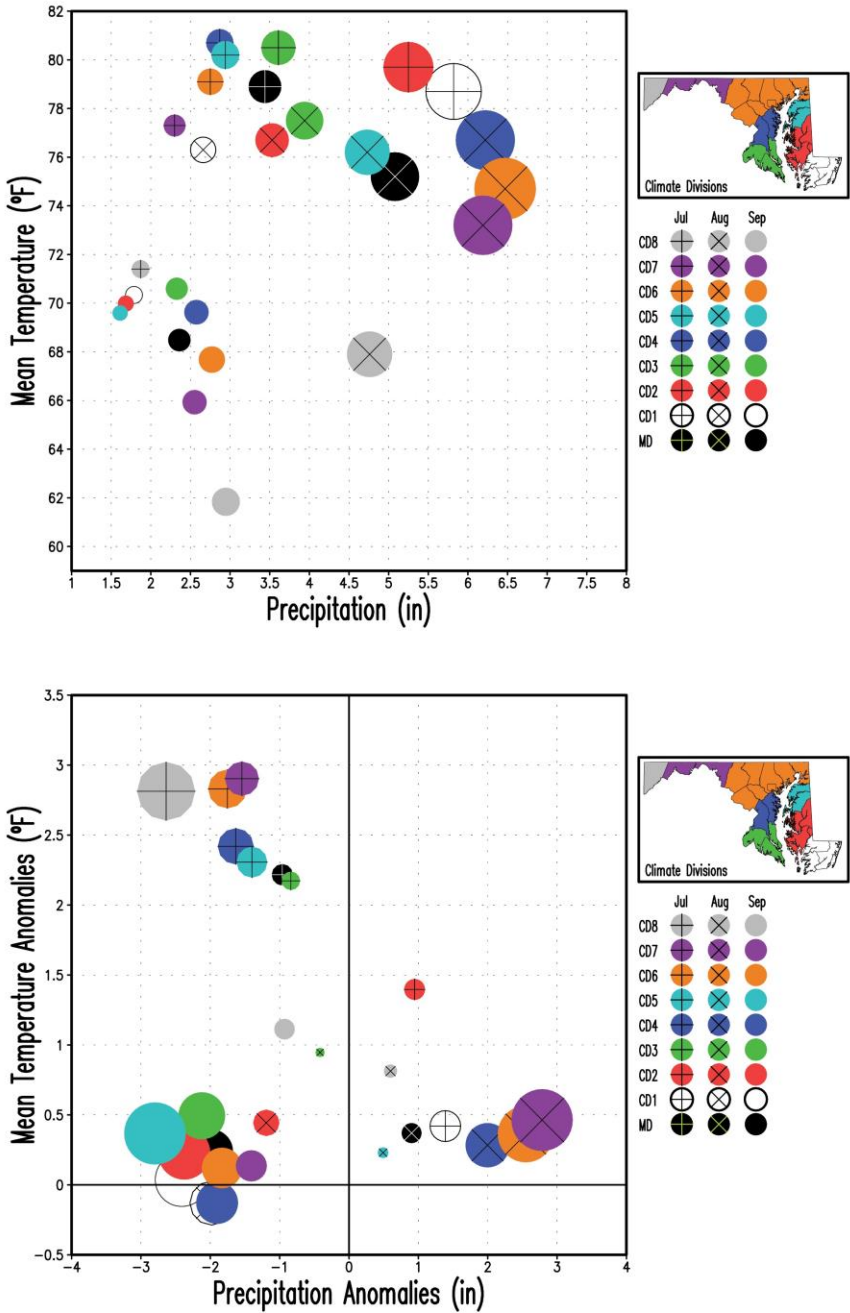 82
80
78
76
74
72
70
68
66
64
62
60
Mean Temperature (°F)
1 1.5 2 2.5 3 3.5 4 4.5 5 5.5 6 6.5 7 7.5 8
Precipitation (in)
Climate Divisions
Jul Aug Sep
CD8
CD7
CD6
CD5
CD4
CD3
CD2
CD1
MD
3.5
3
2.5
2
1.5
1
0.5
0
-0.5
Mean Temperature Anomalies (°F)
-4 -3 -2 -1 0 1 2 3 4
Precipitation Anomalies (in)
Climate Divisions
Jul Aug Sep
CD8
CD7
CD6
CD5
CD4
CD3
CD2
CD1
MD